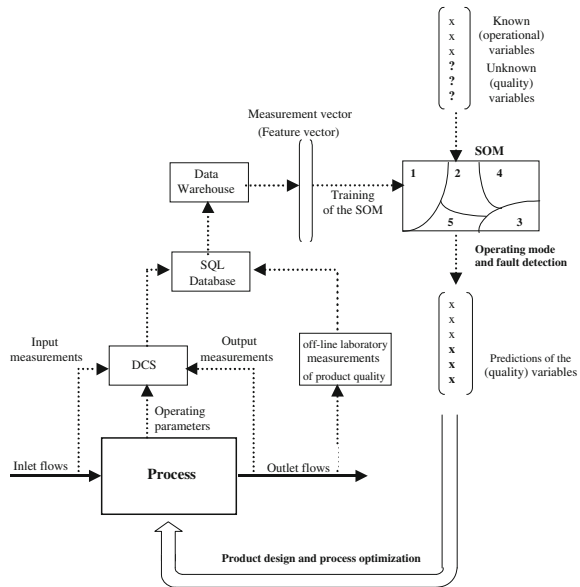 x
x
x
?
?
?
Known
(operational)
variables
Unknown
(quality)
variables
Measurement vector
(Feature vector)
SOM
1
2
4
5
3
Data
Warehouse
Training
of the SOM
Operating mode
and fault detection
SQL
Database
x
x
x
x
x
x
Predictions of the
(quality) variables
Input
measurements
DCS
Output
measurements
off-line laboratory
measurements
of product quality
Operating
parameters
Inlet flows
Process
Outlet flows
Product design and process optimization